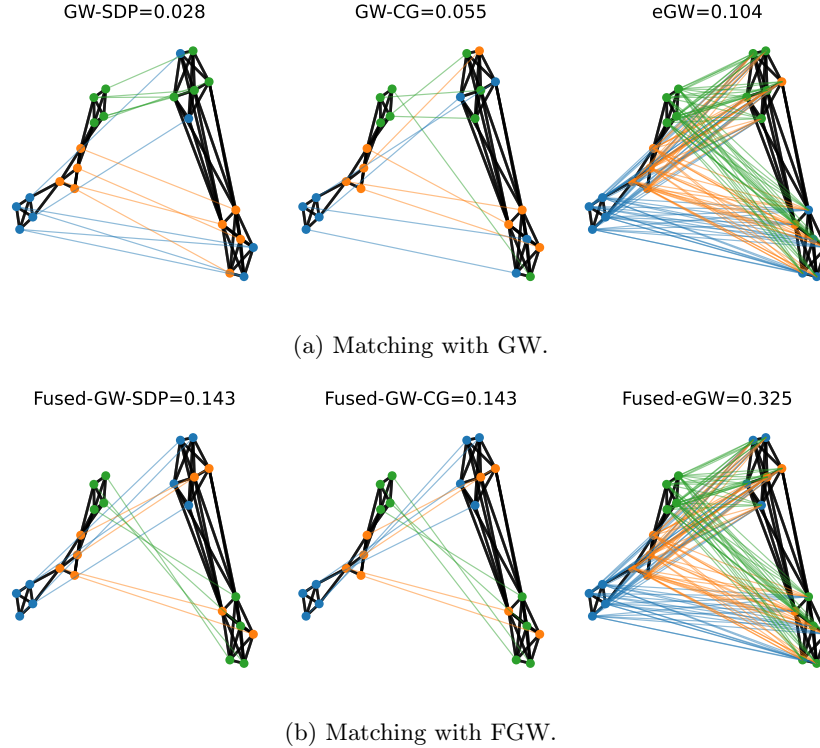 GW-SDP=0.028 GW-CG=0.055 eGW=0.104
(a) Matching with GW.
Fused-GW-SDP=0.143 Fused-GW-CG=0.143 Fused-eGW=0.325
(b) Matching with FGW.